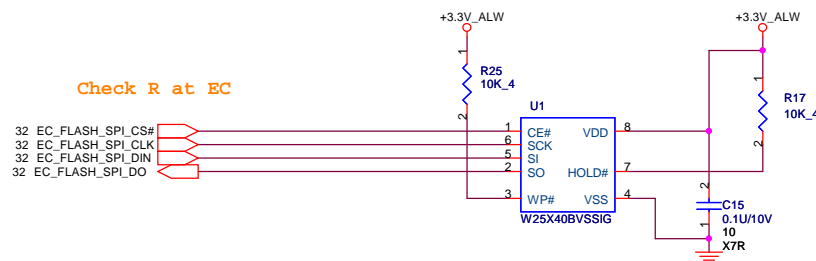 +3.3V_ALW
+3.3V_ALW
1
R25
10K_4
2
1
R17
10K_4
2
Check R at EC
U1
32 EC_FLASH_SPI_CS#
32 EC_FLASH_SPI_CLK
32 EC_FLASH_SPI_DIN
32 EC_FLASH_SPI_DO
1 CE# VDD 8
6 SCK
5 SI
2 SO HOLD# 7
3 WP# VSS 4
W25X40BVSSIG
2
C15
0.1U/10V
1
10
X7R